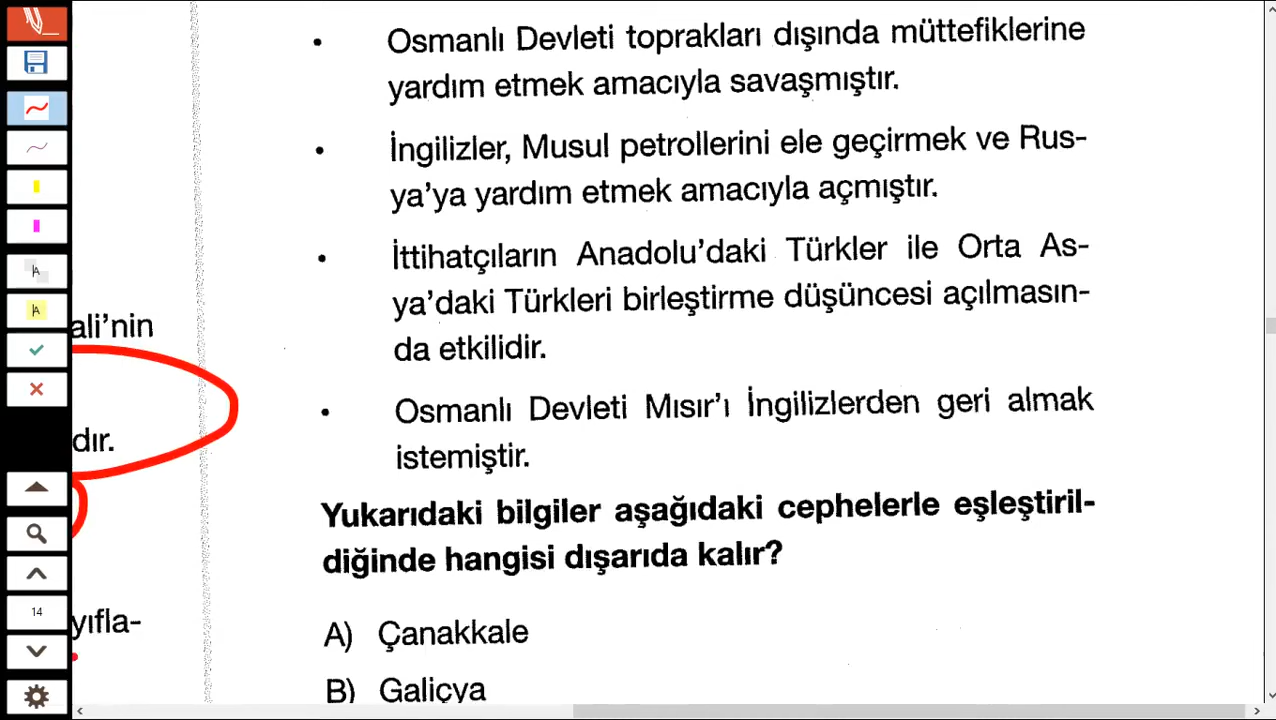 • Osmanlı Devleti toprakları dışında müttefiklerine
yardım etmek amacıyla savaşmıştır.
• İngilizler, Musul petrollerini ele geçirmek ve Rus-
ya’ya yardım etmek amacıyla açmıştır.
• İttihatçıların Anadolu’daki Türkler ile Orta As-
ya’daki Türkleri birleştirme düşüncesi açılmasın-
da etkilidir.
• Osmanlı Devleti Mısır’ı İngilizlerden geri almak
istemiştir.
Yukarıdaki bilgiler aşağıdaki cephelerle eşleştiril-
diğinde hangisi dışarıda kalır?
A) Çanakkale
B) Galiçya
ali’nin
dır.
yıfla-
A
A
14